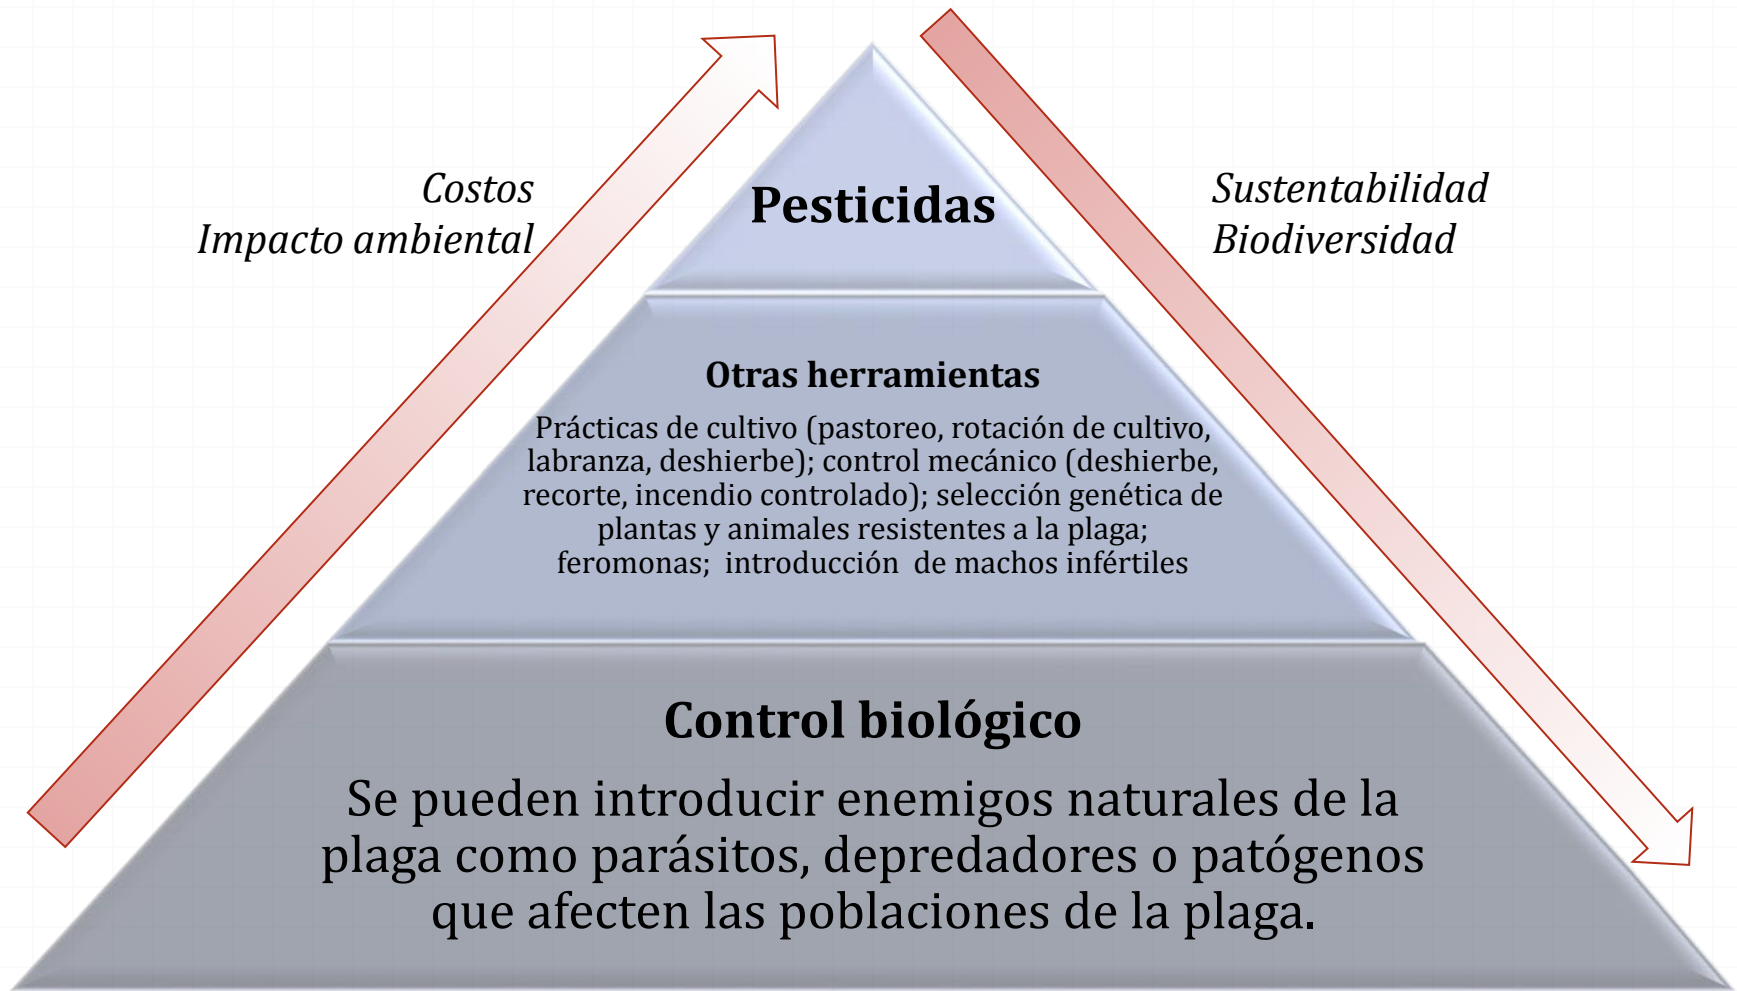 Costos
Impacto ambiental
Sustentabilidad
Biodiversidad
Pesticidas
Otras herramientas
Prácticas de cultivo (pastoreo, rotación de cultivo,
labranza, deshierbe); control mecánico (deshierbe,
recorte, incendio controlado); selección genética de
plantas y animales resistentes a la plaga;
feromonas; introducción de machos infértiles
Control biológico
Se pueden introducir enemigos naturales de la
plaga como parásitos, depredadores o patógenos
que afecten las poblaciones de la plaga.